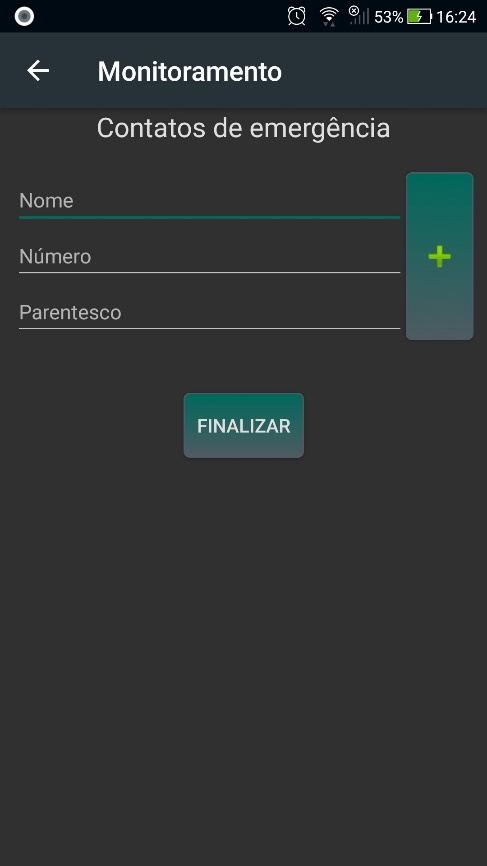 53% 16:24
Monitoramento
Contatos de emergência
Nome
Número
Parentesco
+
FINALIZAR